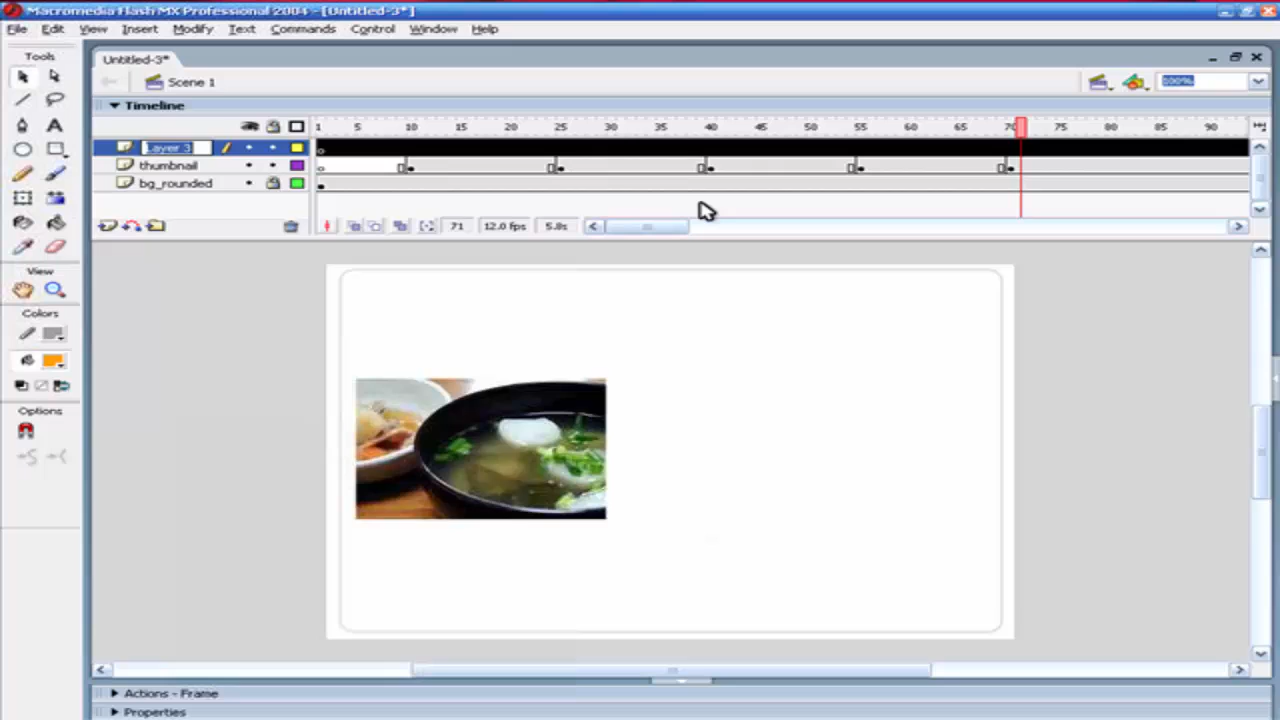 Macromedia Flash MX Professional 2004 - [Untitled-3*]
File Edit View Insert Modify Text Commands Control Window Help
Tools
Untitled-3*
Scene 1
100%
Timeline
1 5 10 15 20 25 30 35 40 45 50 55 60 65 70 75 80 85 90
Layer 3
thumbnail
bg_rounded
71 12.0 fps 5.8s
View
Colors
Options
Actions - Frame
Properties